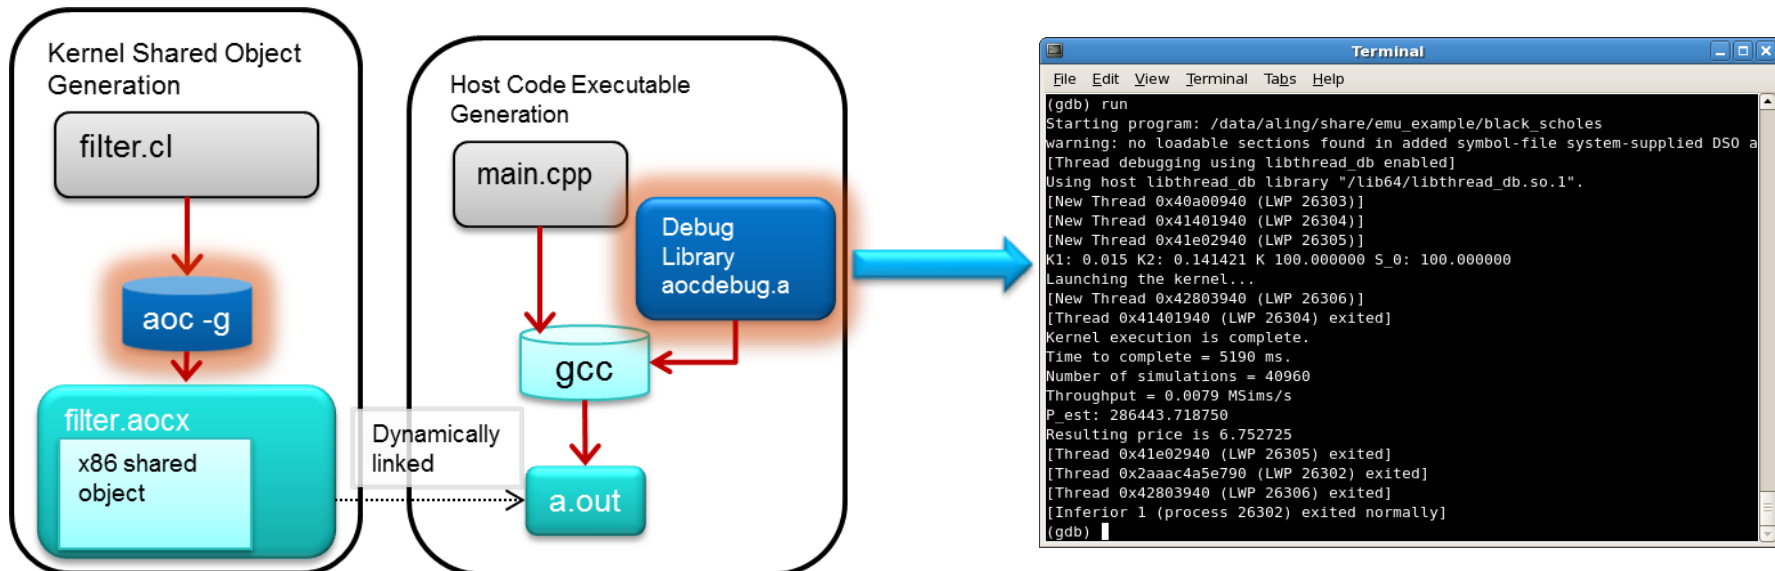 Kernel Shared Object
Generation
filter.cl
aoc -g
filter.aocx
x86 shared
object
Dynamically
linked
Host Code Executable
Generation
main.cpp
Debug
Library
aocdebug.a
gcc
a.out
Terminal
File Edit View Terminal Tabs Help
(gdb) run
Starting program: /data/aling/share/emu_example/black_scholes
warning: no loadable sections found in added symbol-file system-supplied DSO a
[Thread debugging using libthread_db enabled]
Using host libthread_db library "/lib64/libthread_db.so.1".
[New Thread 0x40a00940 (LWP 26303)]
[New Thread 0x41401940 (LWP 26304)]
[New Thread 0x41e02940 (LWP 26305)]
K1: 0.015 K2: 0.141421 K 100.000000 S_0: 100.000000
Launching the kernel...
[New Thread 0x42803940 (LWP 26306)]
[Thread 0x41401940 (LWP 26304) exited]
Kernel execution is complete.
Time to complete = 5190 ms.
Number of simulations = 40960
Throughput = 0.0079 MSims/s
P_est: 286443.718750
Resulting price is 6.752725
[Thread 0x41e02940 (LWP 26305) exited]
[Thread 0x2aaac4a5e790 (LWP 26302) exited]
[Thread 0x42803940 (LWP 26306) exited]
[Inferior 1 (process 26302) exited normally]
(gdb)